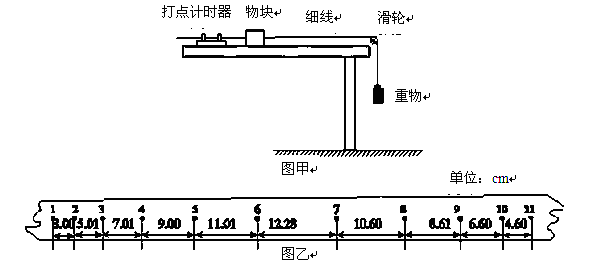 打点计时器 物块 细线 滑轮
重物
图甲
单位：cm
1 2 3 4 5 6 7 8 9 10 11
3.00 5.01 7.01 9.00 11.01 12.28 10.60 8.61 6.60 4.60
图乙